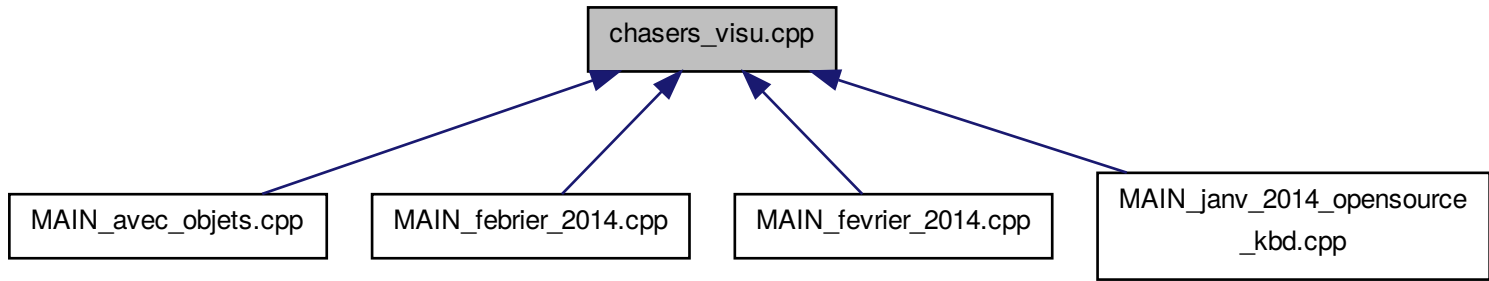 chasers_visu.cpp
MAIN_avec_objets.cpp
MAIN_febrier_2014.cpp
MAIN_fevrier_2014.cpp
MAIN_janv_2014_opensource
_kbd.cpp